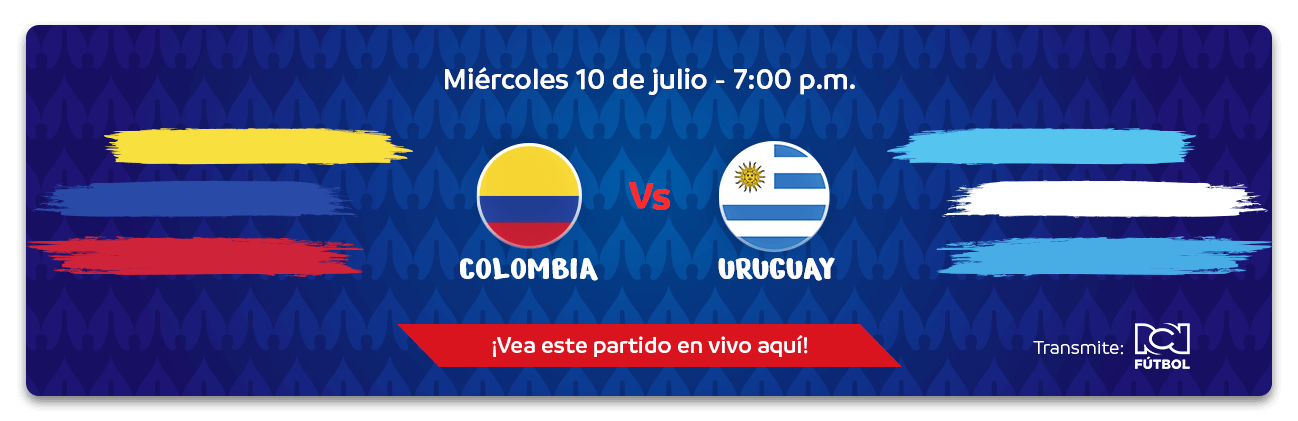 Miércoles 10 de julio - 7:00 p.m.
Vs
COLOMBIA
URUGUAY
¡Vea este partido en vivo aquí!
Transmite: RCN
FÚTBOL